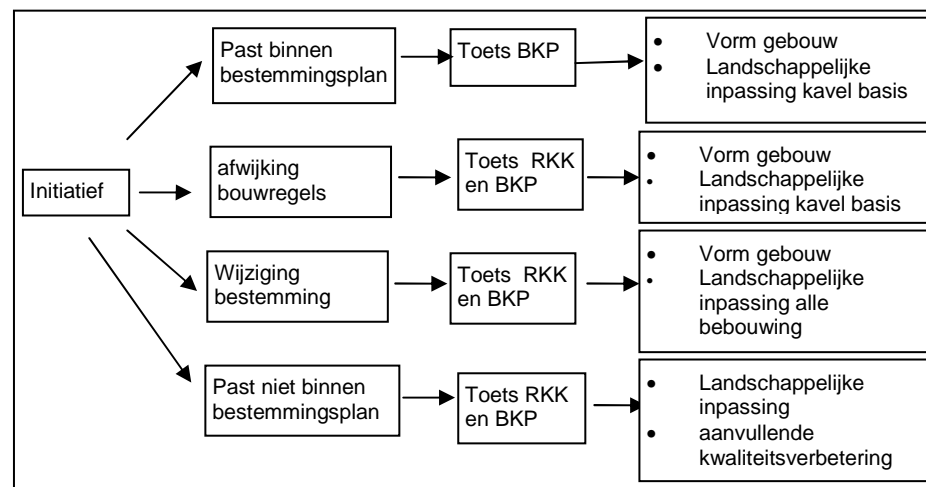 Past binnen
bestemmingsplan
Toets BKP
• Vorm gebouw
• Landschappelijke
inpassing kavel basis
Initiatief
afwijking
bouwregels
Toets RKK
en BKP
• Vorm gebouw
• Landschappelijke
inpassing kavel basis
Wijziging
bestemming
Toets RKK
en BKP
• Vorm gebouw
• Landschappelijke
inpassing alle
bebouwing
Past niet binnen
bestemmingsplan
Toets RKK
en BKP
• Landschappelijke
inpassing
• aanvullende
kwaliteitsverbetering